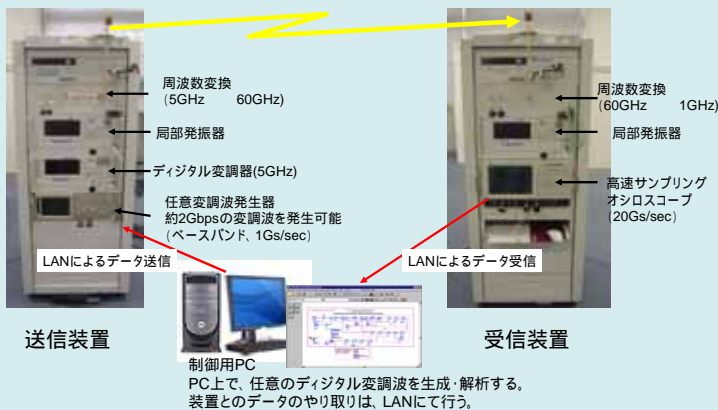 周波数変換
(5GHz 60GHz)
局部発振器
ディジタル変調器(5GHz)
任意変調波発生器
約2Gbpsの変調波を発生可能
(ベースバンド、1Gs/sec)
LANによるデータ送信
送信装置
周波数変換
(60GHz 1GHz)
局部発振器
高速サンプリング
オシロスコープ
(20Gs/sec)
LANによるデータ受信
受信装置
制御用PC
PC上で、任意のディジタル変調波を生成・解析する。
装置とのデータのやり取りは、LANにて行う。